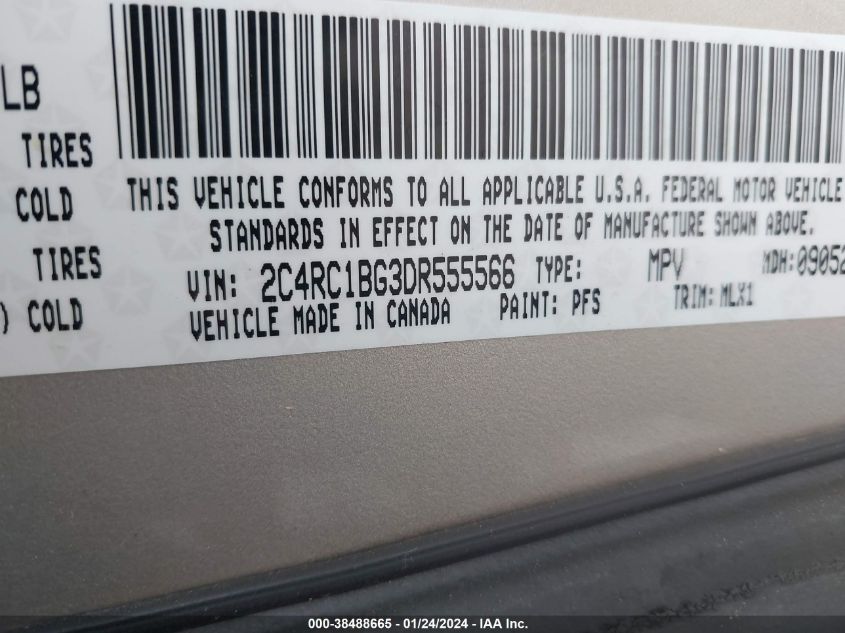 LB
TIRES
COLD
TIRES
) COLD
THIS VEHICLE CONFORMS TO ALL APPLICABLE U.S.A. FEDERAL MOTOR VEHICLE
STANDARDS IN EFFECT ON THE DATE OF MANUFACTURE SHOWN ABOVE.
VIN: 2C4RC1BG3DR555566 TYPE: MPV MDH:09052
VEHICLE MADE IN CANADA PAINT: PFS TRIM: MLX1
000-38488665 - 01/24/2024 - IAA Inc.